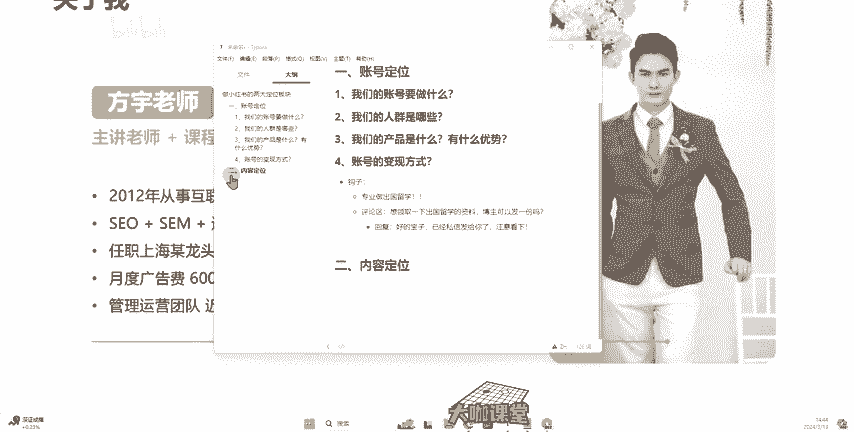 关于我
方宇老师
主讲老师 + 课程
• 2012年从事互联
• SEO + SEM +
• 任职上海某龙头
• 月度广告费 600
• 管理运营团队 近
文件(F) 编辑(E) 段落(P) 格式(O) 视图(V) 主题(T) 帮助(H)
文件 大纲
做小红书的两大定位板块
一、账号定位
1、我们的账号要做什么?
2、我们的人群是哪些?
3、我们的产品是什么?有
什么优势?
4、账号的变现方式?
二、内容定位
一、账号定位
1、我们的账号要做什么?
2、我们的人群是哪些?
3、我们的产品是什么?有什么优势?
4、账号的变现方式?
• 钩子:
专业做出国留学!!
评论区:想领取一下出国留学的资料,博主可以发一份吗?
回复:好的宝子,已经私信发给你了,注意看下!
二、内容定位
大咖课堂
搜索
+0.23%
14:44